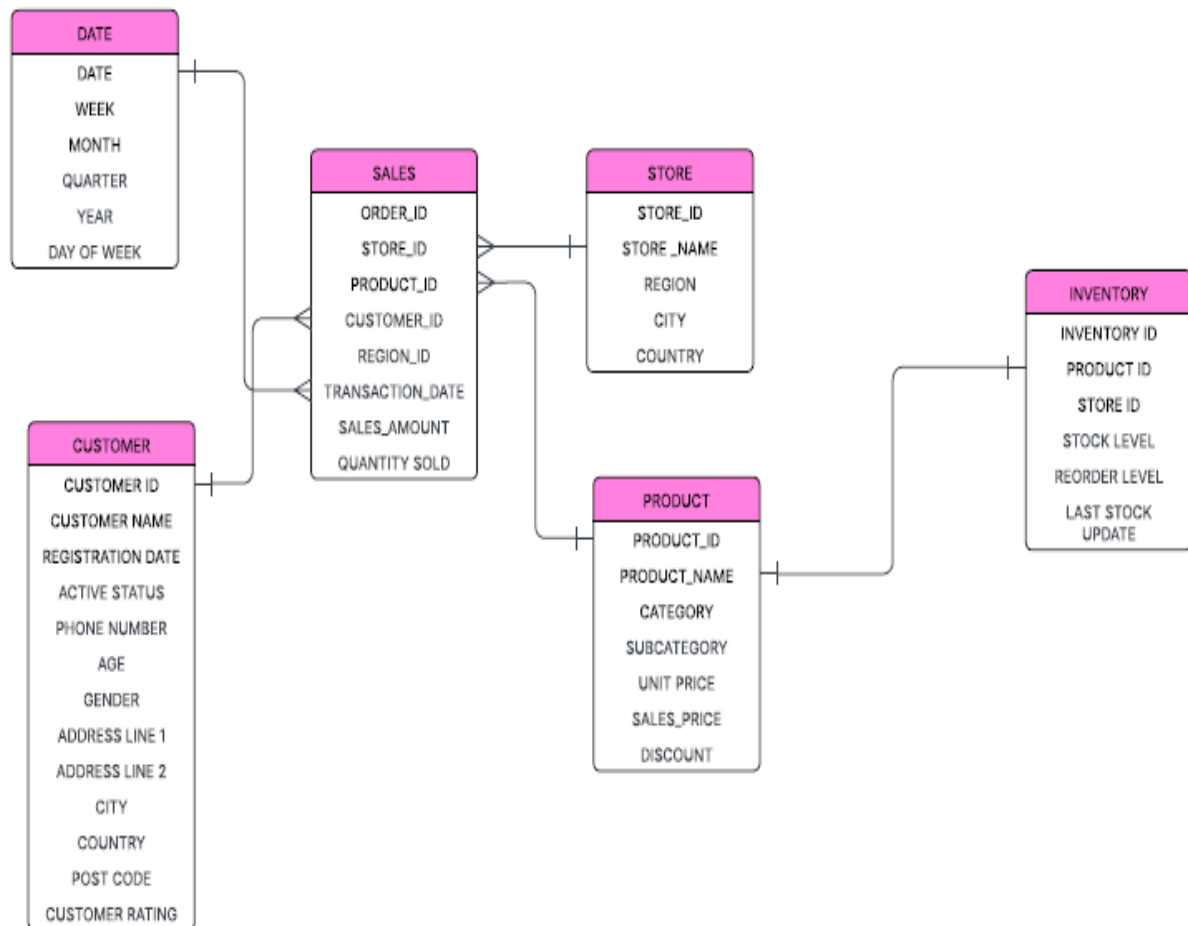 DATE
DATE
WEEK
MONTH
QUARTER
YEAR
DAY OF WEEK
SALES
ORDER_ID
STORE_ID
PRODUCT_ID
CUSTOMER_ID
REGION_ID
TRANSACTION_DATE
SALES_AMOUNT
QUANTITY SOLD
STORE
STORE_ID
STORE _NAME
REGION
CITY
COUNTRY
INVENTORY
INVENTORY ID
PRODUCT ID
STORE ID
STOCK LEVEL
REORDER LEVEL
LAST STOCK
UPDATE
CUSTOMER
CUSTOMER ID
CUSTOMER NAME
REGISTRATION DATE
ACTIVE STATUS
PHONE NUMBER
AGE
GENDER
ADDRESS LINE 1
ADDRESS LINE 2
CITY
COUNTRY
POST CODE
CUSTOMER RATING
PRODUCT
PRODUCT_ID
PRODUCT_NAME
CATEGORY
SUBCATEGORY
UNIT PRICE
SALES_PRICE
DISCOUNT